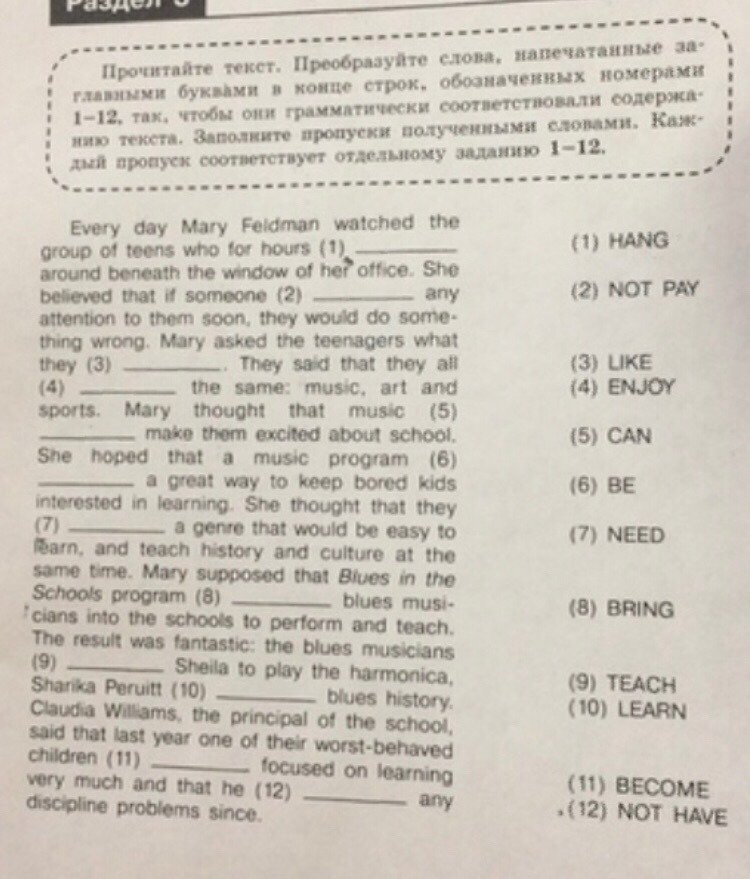 Раздел 3
Прочитайте текст. Преобразуйте слова, напечатанные за-
главными буквами в конце строк, обозначенных номерами
1–12, так, чтобы они грамматически соответствовали содержа-
нию текста. Заполните пропуски полученными словами. Каж-
дый пропуск соответствует отдельному заданию 1–12.
Every day Mary Feldman watched the
group of teens who for hours (1) ________ (1) HANG
around beneath the window of her office. She
believed that if someone (2) ________ any (2) NOT PAY
attention to them soon, they would do some-
thing wrong. Mary asked the teenagers what
they (3) ________. They said that they all (3) LIKE
(4) ________ the same: music, art and (4) ENJOY
sports. Mary thought that music (5)
________ make them excited about school. (5) CAN
She hoped that a music program (6)
________ a great way to keep bored kids (6) BE
interested in learning. She thought that they
(7) ________ a genre that would be easy to (7) NEED
learn, and teach history and culture at the
same time. Mary supposed that Blues in the
Schools program (8) ________ blues musi- (8) BRING
cians into the schools to perform and teach.
The result was fantastic: the blues musicians
(9) ________ Sheila to play the harmonica, (9) TEACH
Sharika Peruitt (10) ________ blues history. (10) LEARN
Claudia Williams, the principal of the school,
said that last year one of their worst-behaved
children (11) ________ focused on learning (11) BECOME
very much and that he (12) ________ any (12) NOT HAVE
discipline problems since.